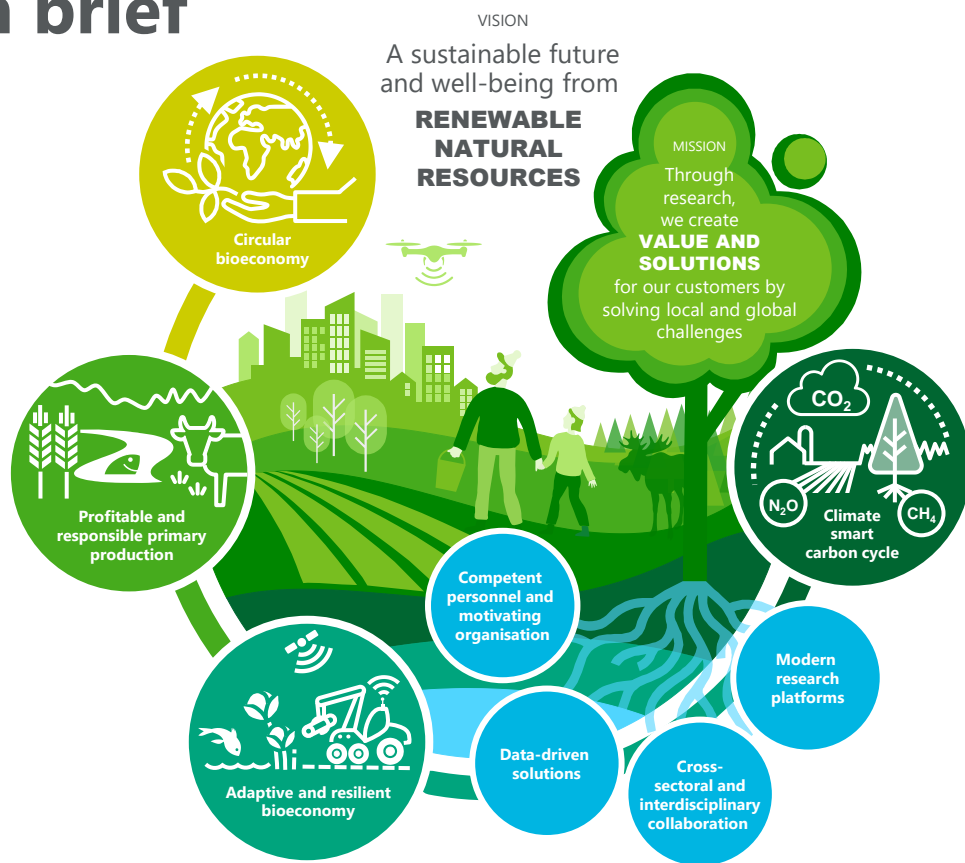 brief
VISION
A sustainable future
and well-being from
RENEWABLE
NATURAL
RESOURCES
MISSION
Through
research,
we create
VALUE AND
SOLUTIONS
for our customers by
solving local and global
challenges
Circular
bioeconomy
Profitable and
responsible primary
production
CO₂
N₂O
CH₄
Climate
smart
carbon cycle
Competent
personnel and
motivating
organisation
Modern
research
platforms
Adaptive and resilient
bioeconomy
Data-driven
solutions
Cross-
sectoral and
interdisciplinary
collaboration